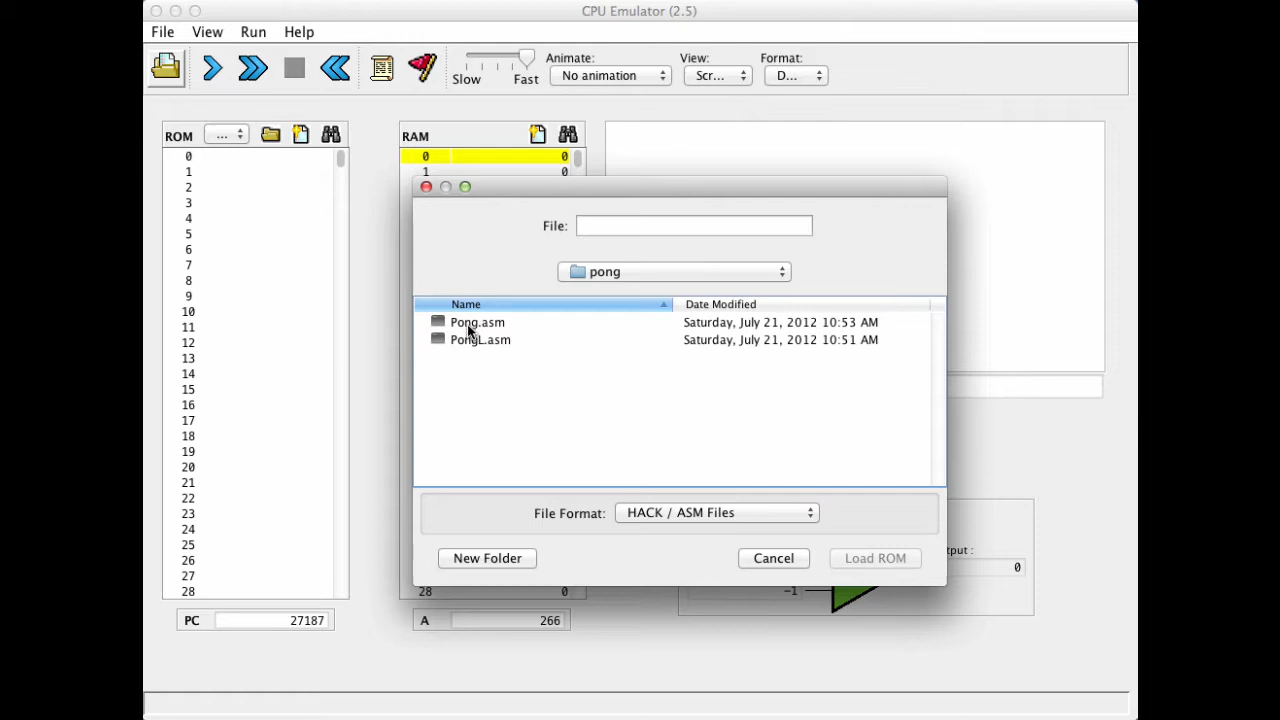 CPU Emulator (2.5)
File View Run Help
Slow Fast
Animate:
No animation
View:
Scr...
Format:
D...
ROM ...
RAM
0
1
2
3
4
5
6
7
8
9
10
11
12
13
14
15
16
17
18
19
20
21
22
23
24
25
26
27
28
0 0
1 0
File:
pong
Name Date Modified
Pong.asm Saturday, July 21, 2012 10:53 AM
PongL.asm Saturday, July 21, 2012 10:51 AM
File Format: HACK / ASM Files
New Folder Cancel Load ROM
28 0
tput :
0
-1
PC 27187
A 266